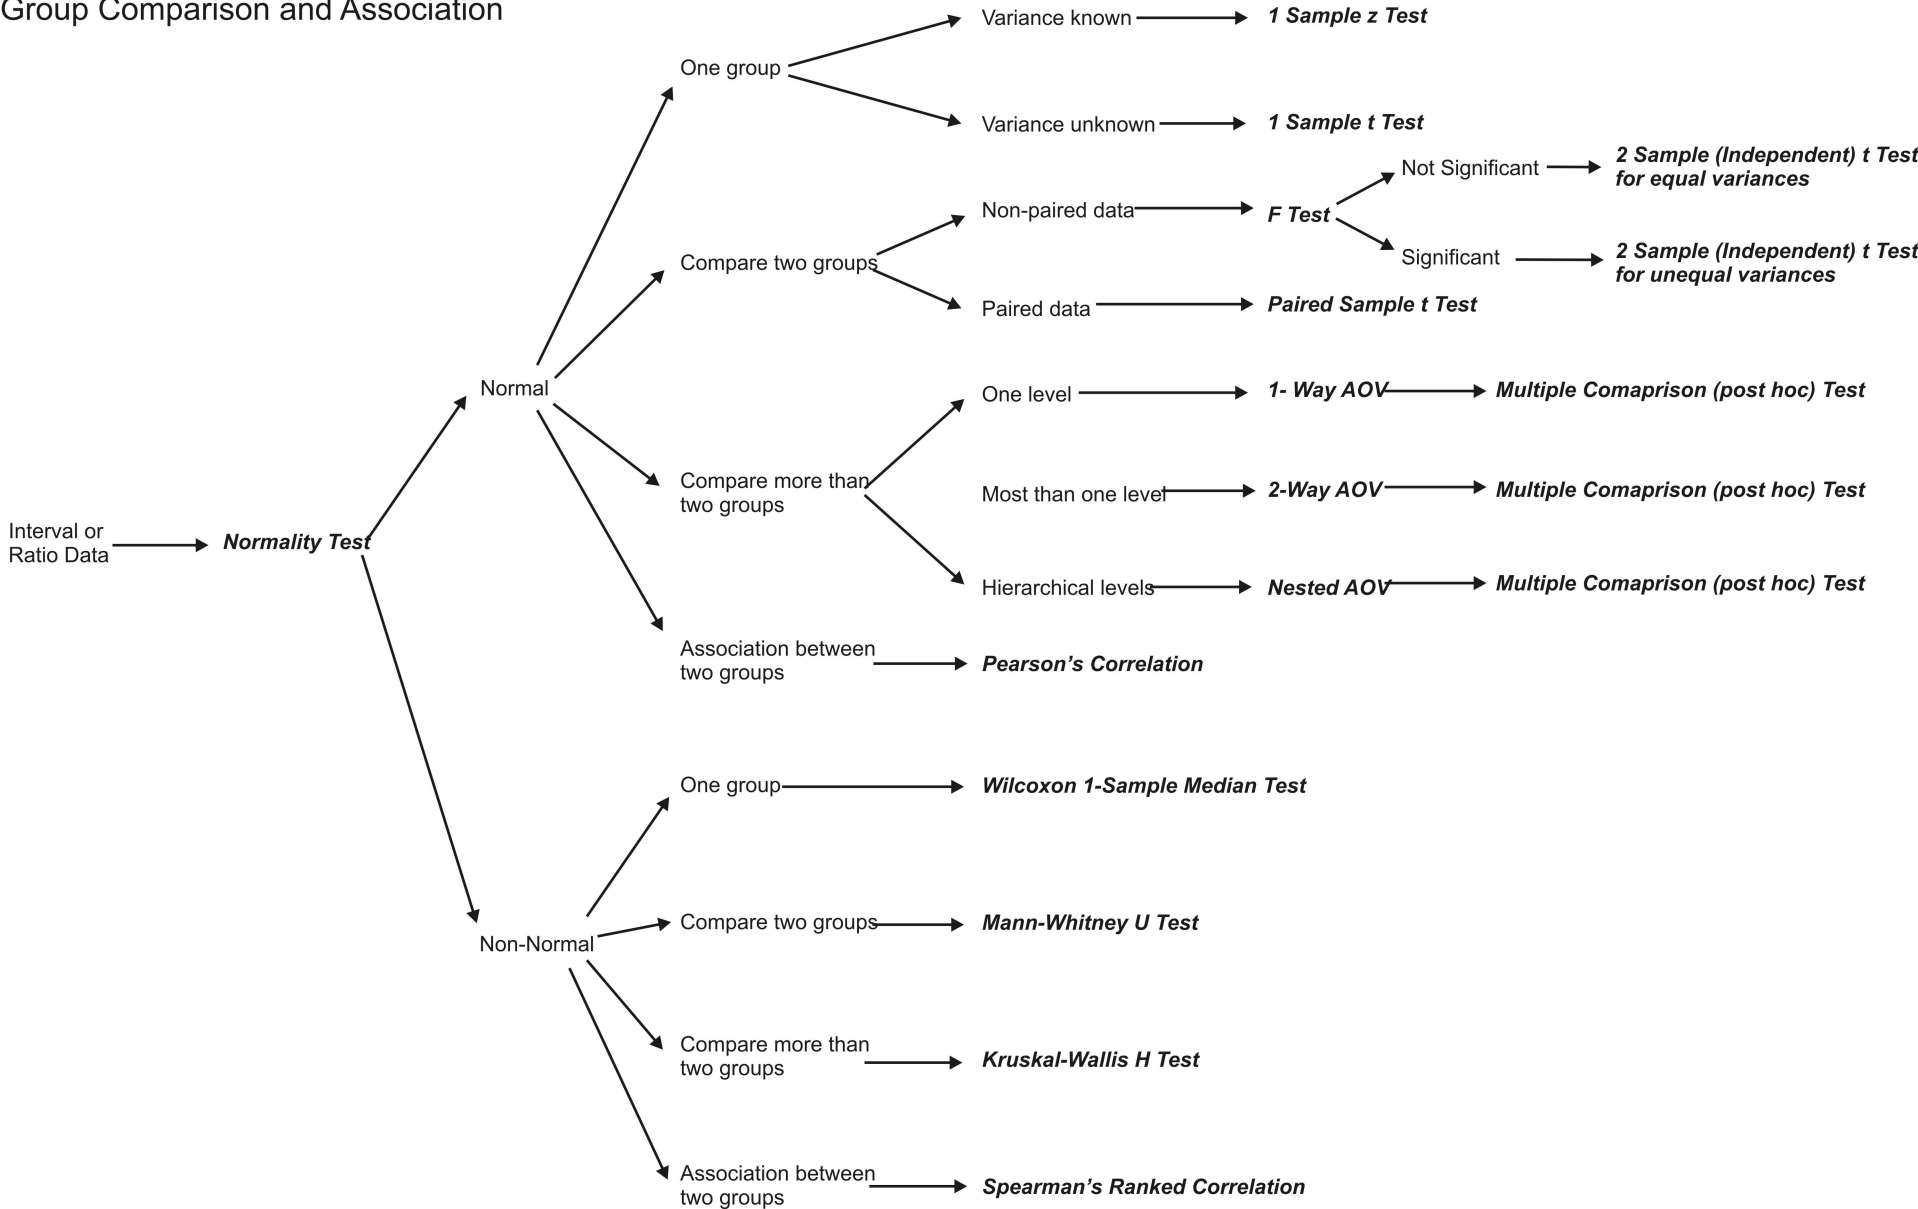 Group Comparison and Association
Variance known
1 Sample z Test
One group
Variance unknown
1 Sample t Test
Not Significant
2 Sample (Independent) t Test
for equal variances
Non-paired data
F Test
Compare two groups
Significant
2 Sample (Independent) t Test
for unequal variances
Paired data
Paired Sample t Test
Normal
One level
1- Way AOV
Multiple Comaprison (post hoc) Test
Compare more than
two groups
Most than one level
2-Way AOV
Multiple Comaprison (post hoc) Test
Interval or
Ratio Data
Normality Test
Hierarchical levels
Nested AOV
Multiple Comaprison (post hoc) Test
Association between
two groups
Pearson’s Correlation
One group
Wilcoxon 1-Sample Median Test
Compare two groups
Mann-Whitney U Test
Non-Normal
Compare more than
two groups
Kruskal-Wallis H Test
Association between
two groups
Spearman’s Ranked Correlation